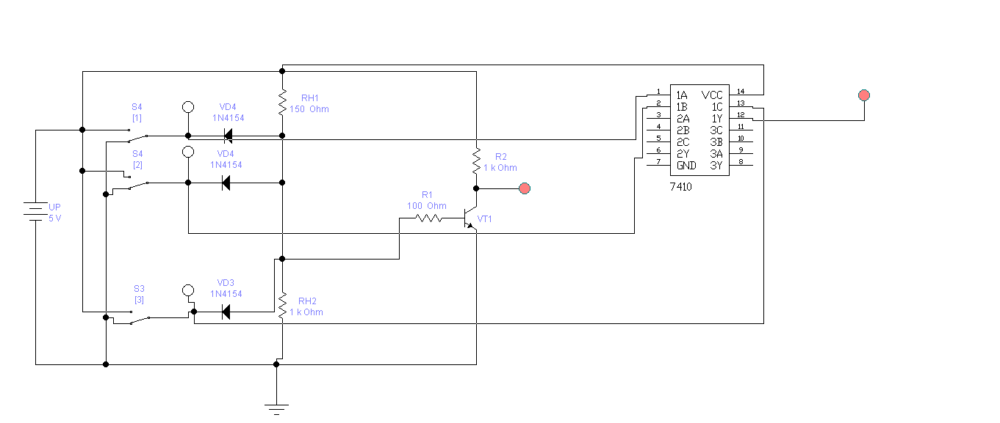 S4
[1]
VD4
1N4154
RH1
150 Ohm
S4
[2]
VD4
1N4154
R2
1 k Ohm
UP
5 V
R1
100 Ohm
VT1
S3
[3]
VD3
1N4154
RH2
1 k Ohm
1 1A VCC 14
2 1B 1C 13
3 2A 1Y 12
4 2B 3C 11
5 2C 3B 10
6 2Y 3A 9
7 GND 3Y 8
7410